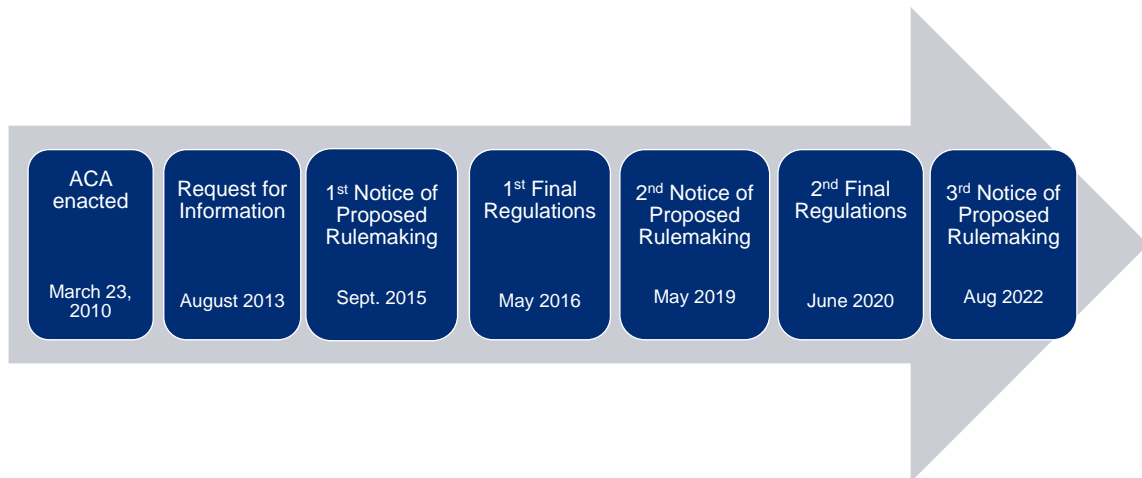 ACA
enacted
March 23,
2010
Request for
Information
August 2013
1st Notice of
Proposed
Rulemaking
Sept. 2015
1st Final
Regulations
May 2016
2nd Notice of
Proposed
Rulemaking
May 2019
2nd Final
Regulations
June 2020
3rd Notice of
Proposed
Rulemaking
Aug 2022